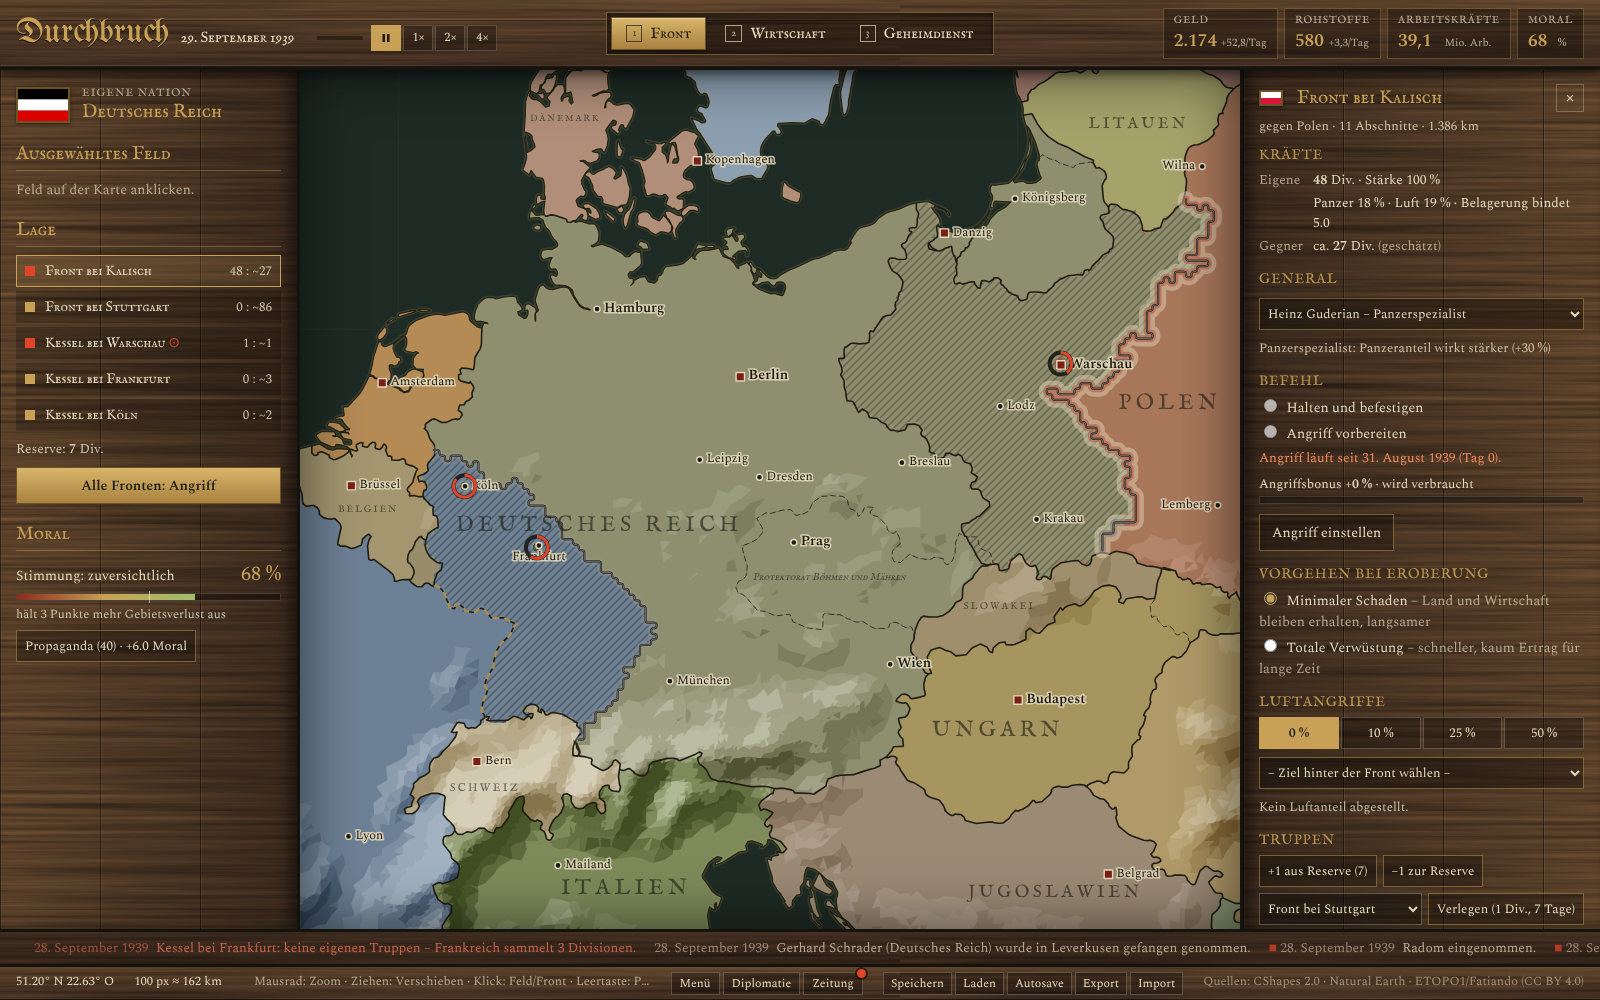 Durchbruch
29. September 1939
1×
2×
4×
1 Front
2 Wirtschaft
3 Geheimdienst
GELD
2.174 +52,8/Tag
ROHSTOFFE
580 +3,3/Tag
ARBEITSKRÄFTE
39,1 Mio. Arb.
MORAL
68 %
EIGENE NATION
Deutsches Reich
Ausgewähltes Feld
Feld auf der Karte anklicken.
Lage
Front bei Kalisch 48 : ~27
Front bei Stuttgart 0 : ~86
Kessel bei Warschau 1 : ~1
Kessel bei Frankfurt 0 : ~3
Kessel bei Köln 0 : ~2
Reserve: 7 Div.
Alle Fronten: Angriff
Moral
Stimmung: zuversichtlich 68 %
hält 3 Punkte mehr Gebietsverlust aus
Propaganda (40) · +6.0 Moral
DÄNEMARK
LITAUEN
Kopenhagen
Wilna
Königsberg
Danzig
Hamburg
Warschau
Berlin
Amsterdam
POLEN
Lodz
Leipzig
Breslau
Dresden
Brüssel
Köln
BELGIEN
Lemberg
Krakau
DEUTSCHES REICH
Prag
Frankfurt
Protektorat Böhmen und Mähren
SLOWAKEI
Wien
München
Budapest
UNGARN
Bern
SCHWEIZ
Lyon
Mailand
ITALIEN
Belgrad
JUGOSLAWIEN
Front bei Kalisch
×
gegen Polen · 11 Abschnitte · 1.386 km
KRÄFTE
Eigene 48 Div. · Stärke 100 %
Panzer 18 % · Luft 19 % · Belagerung bindet
5.0
Gegner ca. 27 Div. (geschätzt)
GENERAL
Heinz Guderian – Panzerspezialist
Panzerspezialist: Panzeranteil wirkt stärker (+30 %)
BEFEHL
Halten und befestigen
Angriff vorbereiten
Angriff läuft seit 31. August 1939 (Tag 0).
Angriffsbonus +0 % · wird verbraucht
Angriff einstellen
VORGEHEN BEI EROBERUNG
Minimaler Schaden – Land und Wirtschaft
bleiben erhalten, langsamer
Totale Verwüstung – schneller, kaum Ertrag für
lange Zeit
LUFTANGRIFFE
0 %
10 %
25 %
50 %
– Ziel hinter der Front wählen –
Kein Luftanteil abgestellt.
TRUPPEN
+1 aus Reserve (7)
−1 zur Reserve
Front bei Stuttgart
Verlegen (1 Div., 7 Tage)
28. September 1939 Kessel bei Frankfurt: keine eigenen Truppen – Frankreich sammelt 3 Divisionen. 28. September 1939 Gerhard Schrader (Deutsches Reich) wurde in Leverkusen gefangen genommen. 28. September 1939 Radom eingenommen. 28. Se
51.20° N 22.63° O 100 px ≈ 162 km Mausrad: Zoom · Ziehen: Verschieben · Klick: Feld/Front · Leertaste: P...
Menü
Diplomatie
Zeitung
Speichern
Laden
Autosave
Export
Import
Quellen: CShapes 2.0 · Natural Earth · ETOPO1/Fatiando (CC BY 4.0)